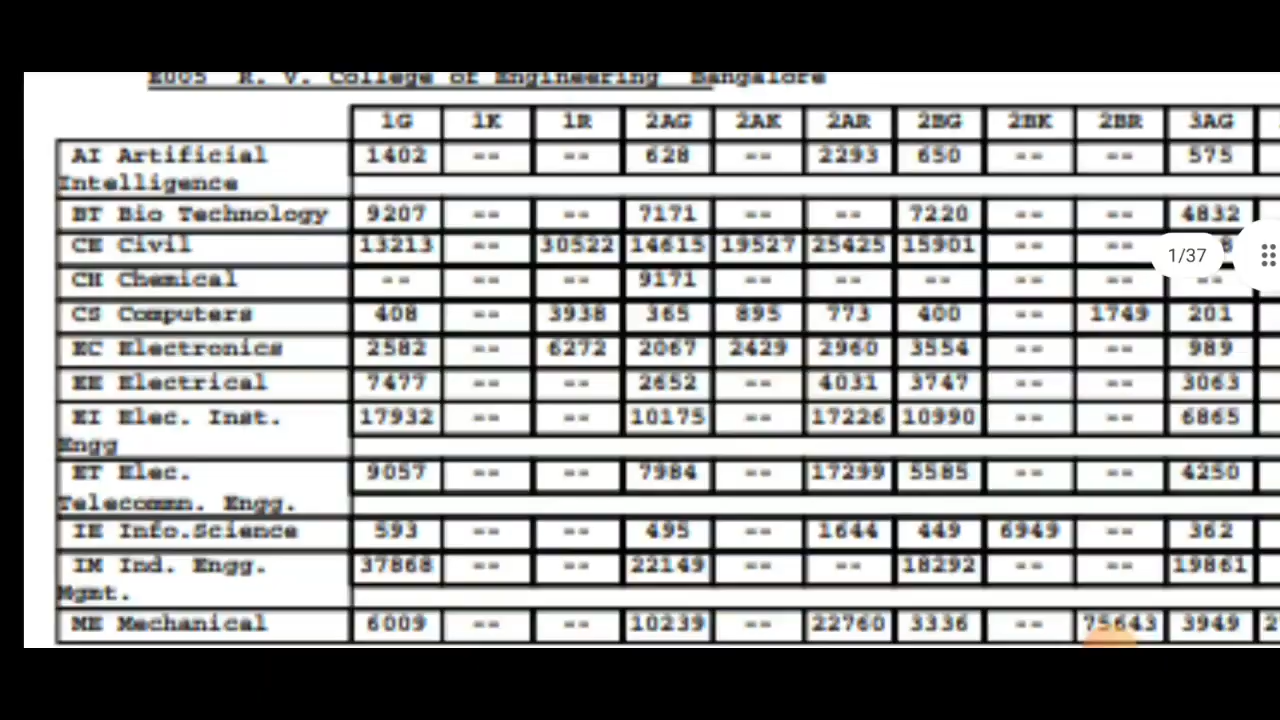 E005 R. V. College of Engineering Bangalore
1G 1K 1R 2AG 2AK 2AR 2BG 2BK 2BR 3AG
AI Artificial 1402 -- -- 628 -- 2293 650 -- -- 575
Intelligence
BT Bio Technology 9207 -- -- 7171 -- -- 7220 -- -- 4832
CE Civil 13213 -- 30522 14615 19527 25425 15901 -- -- 8
1/37
CH Chemical -- -- -- 9171 -- -- -- -- -- --
CS Computers 408 -- 3938 365 895 773 400 -- 1749 201
EC Electronics 2582 -- 6272 2067 2429 2960 3554 -- -- 989
EE Electrical 7477 -- -- 2652 -- 4031 3747 -- -- 3063
EI Elec. Inst. 17932 -- -- 10175 -- 17226 10990 -- -- 6865
Engg
ET Elec. 9057 -- -- 7984 -- 17299 5585 -- -- 4250
Telecommn. Engg.
IE Info.Science 593 -- -- 495 -- 1644 449 6949 -- 362
IM Ind. Engg. 37868 -- -- 22149 -- -- 18292 -- -- 19861
Mgmt.
ME Mechanical 6009 -- -- 10239 -- 22760 3336 -- 75643 3949 2